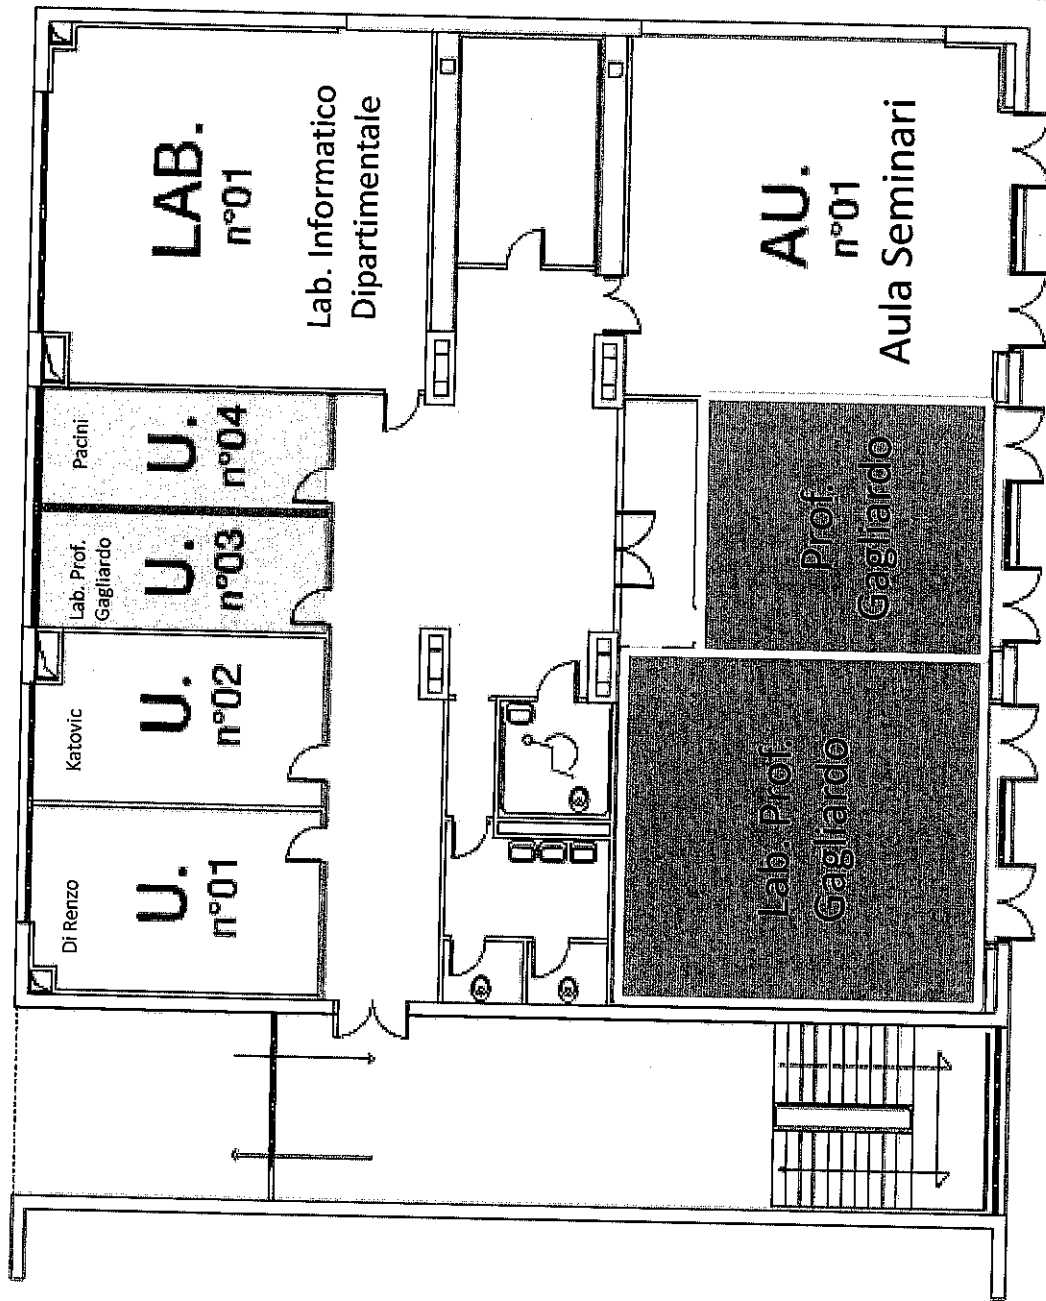 Di Renzo
U.
n°01
Katovic
U.
n°02
Lab. Prof.
Gagliardo
U.
n°03
Pacini
U.
n°04
LAB.
n°01
Lab. Informatico
Dipartimentale
Lab. Prof.
Gagliardo
Prof.
Gagliardo
AU.
n°01
Aula Seminari